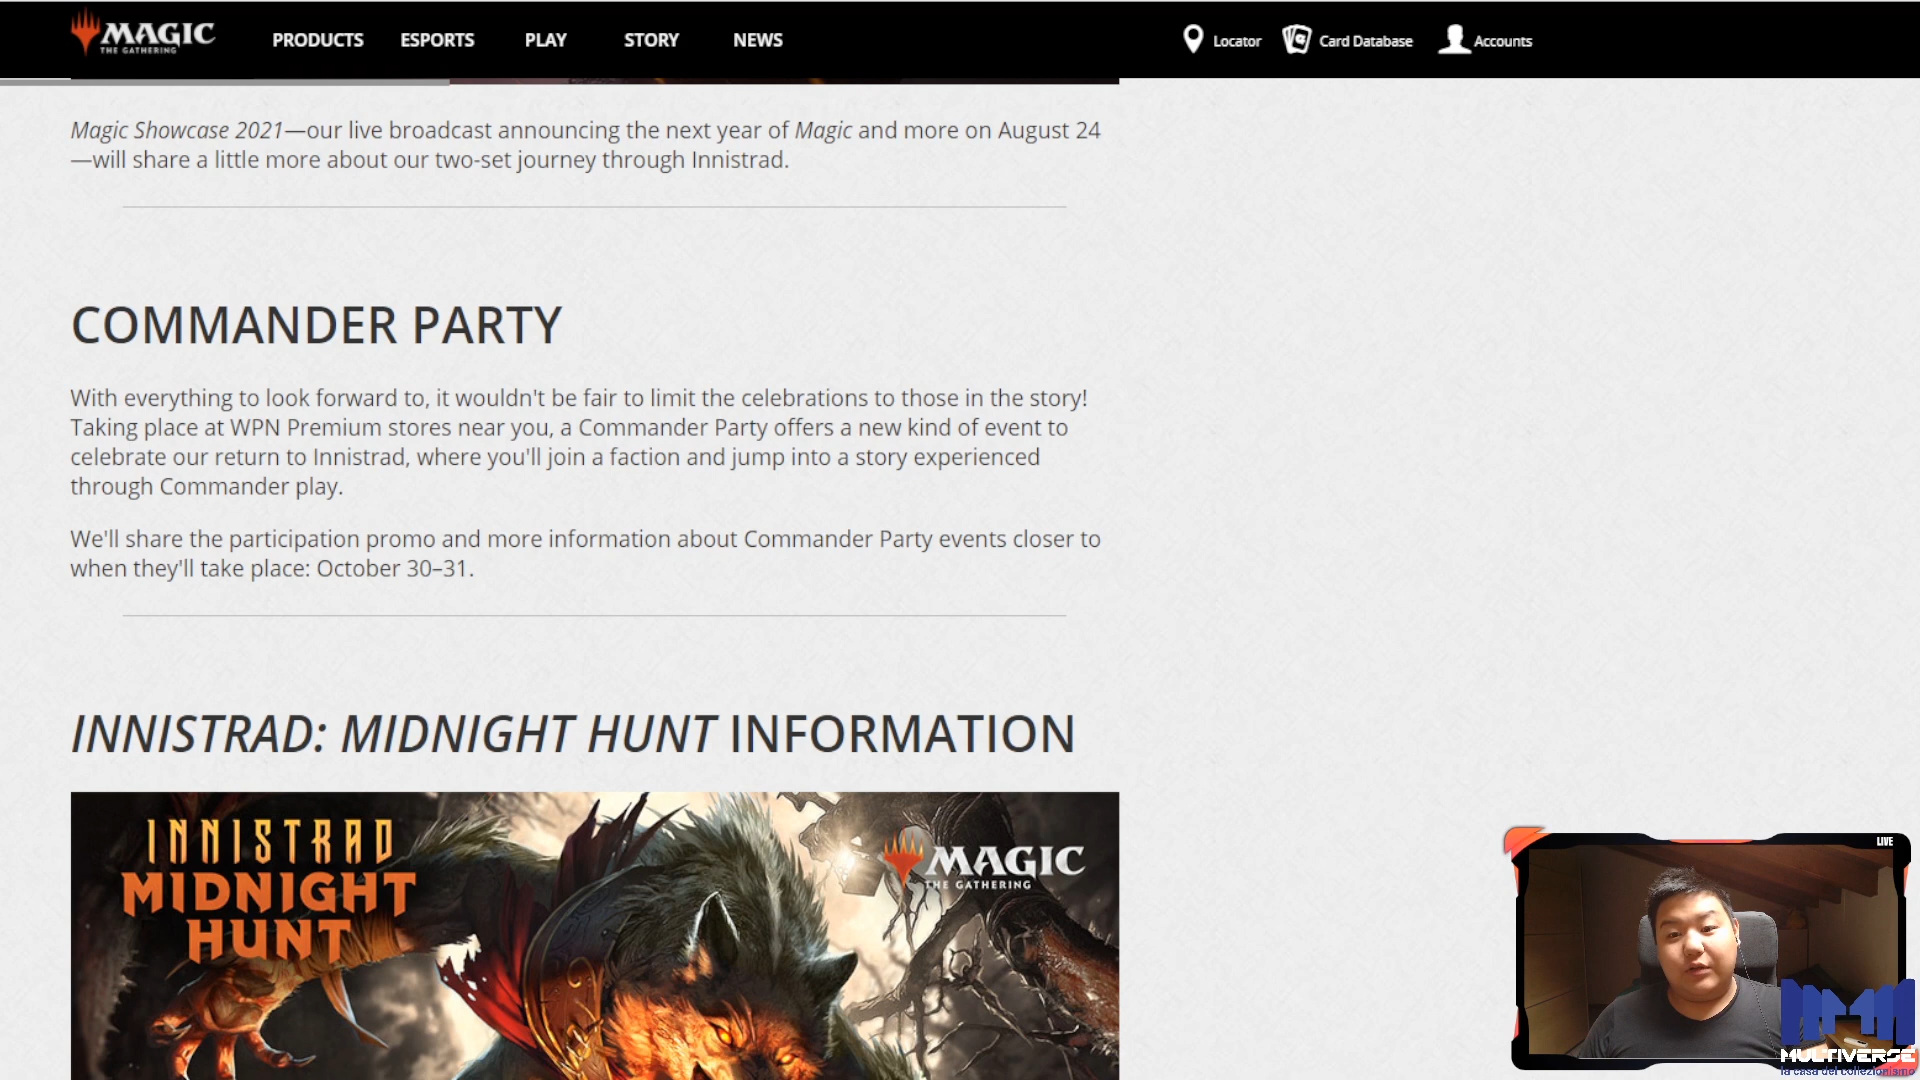 MAGIC
THE GATHERING
PRODUCTS
ESPORTS
PLAY
STORY
NEWS
Locator
Card Database
Accounts
Magic Showcase 2021—our live broadcast announcing the next year of Magic and more on August 24
—will share a little more about our two-set journey through Innistrad.
COMMANDER PARTY
With everything to look forward to, it wouldn't be fair to limit the celebrations to those in the story!
Taking place at WPN Premium stores near you, a Commander Party offers a new kind of event to
celebrate our return to Innistrad, where you'll join a faction and jump into a story experienced
through Commander play.
We'll share the participation promo and more information about Commander Party events closer to
when they'll take place: October 30–31.
INNISTRAD: MIDNIGHT HUNT INFORMATION
INNISTRAD
MIDNIGHT
HUNT
MAGIC
THE GATHERING
LIVE
MULTIVERSE
la casa del collezionismo